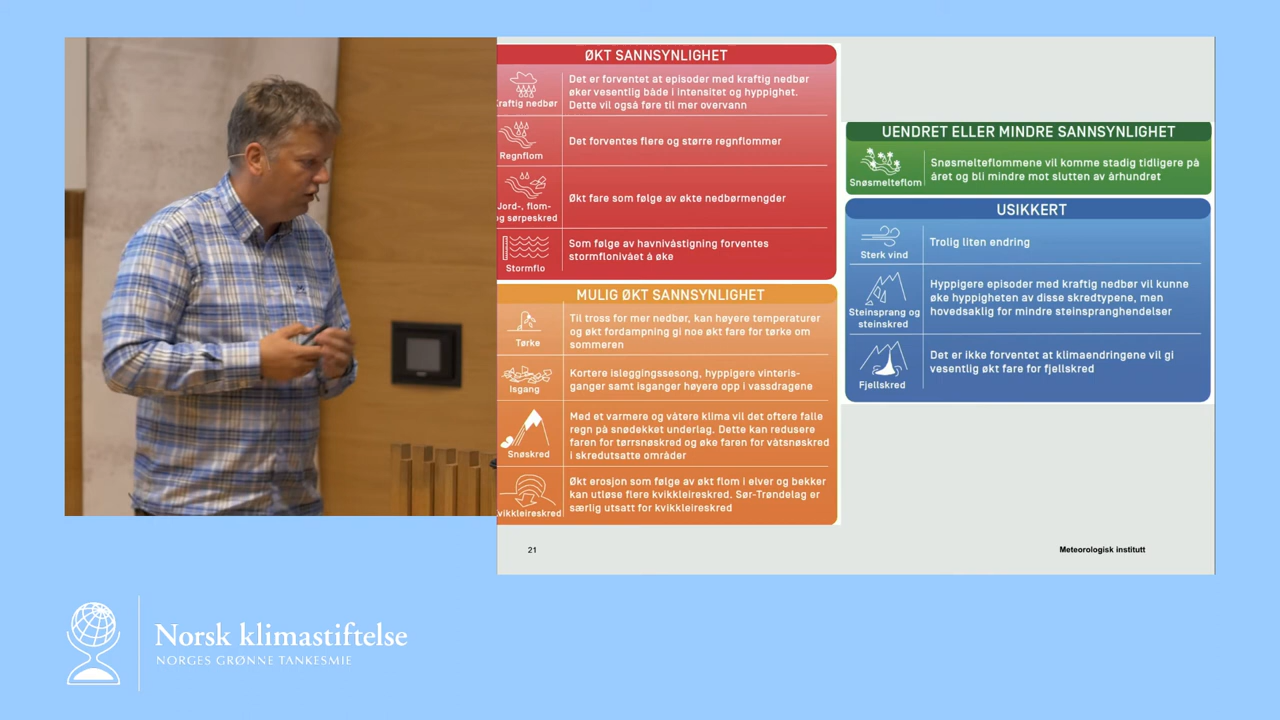 ØKT SANNSYNLIGHET
Kraftig nedbør
Det er forventet at episoder med kraftig nedbør
øker vesentlig både i intensitet og hyppighet.
Dette vil også føre til mer overvann
Regnflom
Det forventes flere og større regnflommer
Jord-, flom-
og sørpeskred
Økt fare som følge av økte nedbørmengder
Stormflo
Som følge av havnivåstigning forventes
stormflonivået å øke
MULIG ØKT SANNSYNLIGHET
Tørke
Til tross for mer nedbør, kan høyere temperaturer
og økt fordampning gi noe økt fare for tørke om
sommeren
Isgang
Kortere isleggingssesong, hyppigere vinteris-
ganger samt isganger høyere opp i vassdragene
Snøskred
Med et varmere og våtere klima vil det oftere falle
regn på snødekket underlag. Dette kan redusere
faren for tørrsnøskred og øke faren for våtsnøskred
i skredutsatte områder
Kvikkleireskred
Økt erosjon som følge av økt flom i elver og bekker
kan utløse flere kvikkleireskred. Sør-Trøndelag er
særlig utsatt for kvikkleireskred
UENDRET ELLER MINDRE SANNSYNLIGHET
Snøsmelteflom
Snøsmelteflommene vil komme stadig tidligere på
året og bli mindre mot slutten av århundret
USIKKERT
Sterk vind
Trolig liten endring
Steinsprang og
steinskred
Hyppigere episoder med kraftig nedbør vil kunne
øke hyppigheten av disse skredtypene, men
hovedsaklig for mindre steinspranghendelser
Fjellskred
Det er ikke forventet at klimaendringene vil gi
vesentlig økt fare for fjellskred
21
Meteorologisk institutt
Norsk klimastiftelse
NORGES GRØNNE TANKESMIE